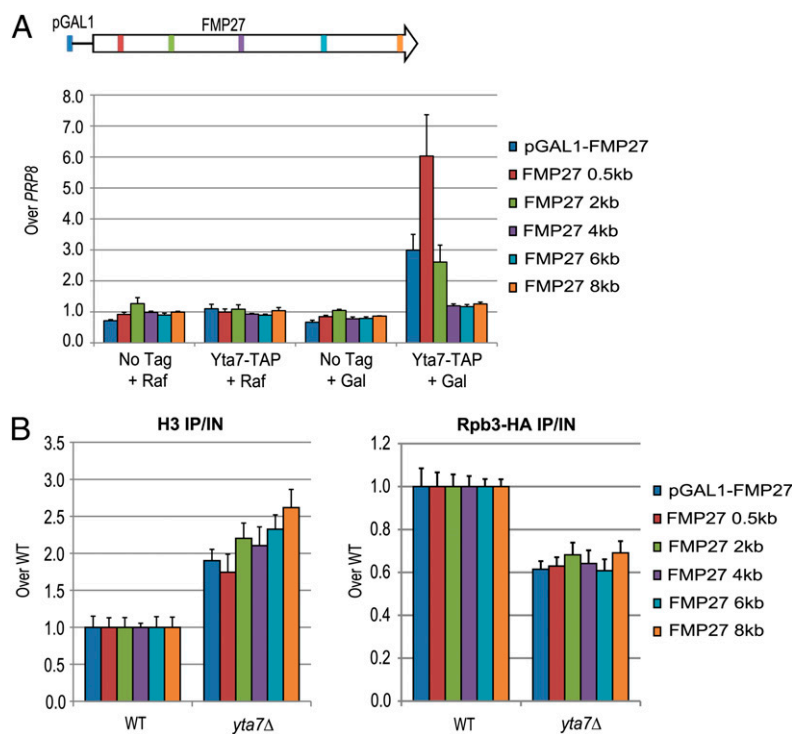 A
pGAL1
FMP27
8.0
7.0
6.0
5.0
4.0
3.0
2.0
1.0
0.0
Over PRP8
No Tag + Raf
Yta7-TAP + Raf
No Tag + Gal
Yta7-TAP + Gal
pGAL1-FMP27
FMP27 0.5kb
FMP27 2kb
FMP27 4kb
FMP27 6kb
FMP27 8kb
B
H3 IP/IN
3.5
3.0
2.5
2.0
1.5
1.0
0.5
0.0
Over WT
WT
yta7Δ
Rpb3-HA IP/IN
1.2
1.0
0.8
0.6
0.4
0.2
0.0
Over WT
WT
yta7Δ
pGAL1-FMP27
FMP27 0.5kb
FMP27 2kb
FMP27 4kb
FMP27 6kb
FMP27 8kb